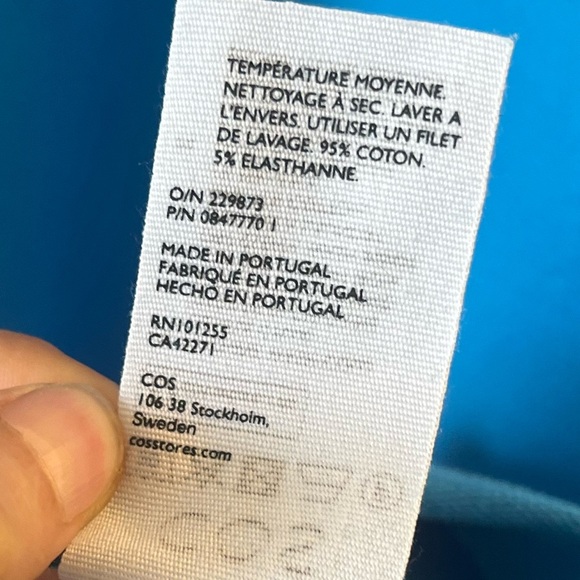 TEMPÉRATURE MOYENNE.
NETTOYAGE À SEC. LAVER A
L'ENVERS. UTILISER UN FILET
DE LAVAGE. 95% COTON.
5% ELASTHANNE.
O/N 229873
P/N 0847770 1
MADE IN PORTUGAL
FABRIQUÉ EN PORTUGAL
HECHO EN PORTUGAL
RN101255
CA42271
COS
106 38 Stockholm,
Sweden
cosstores.com